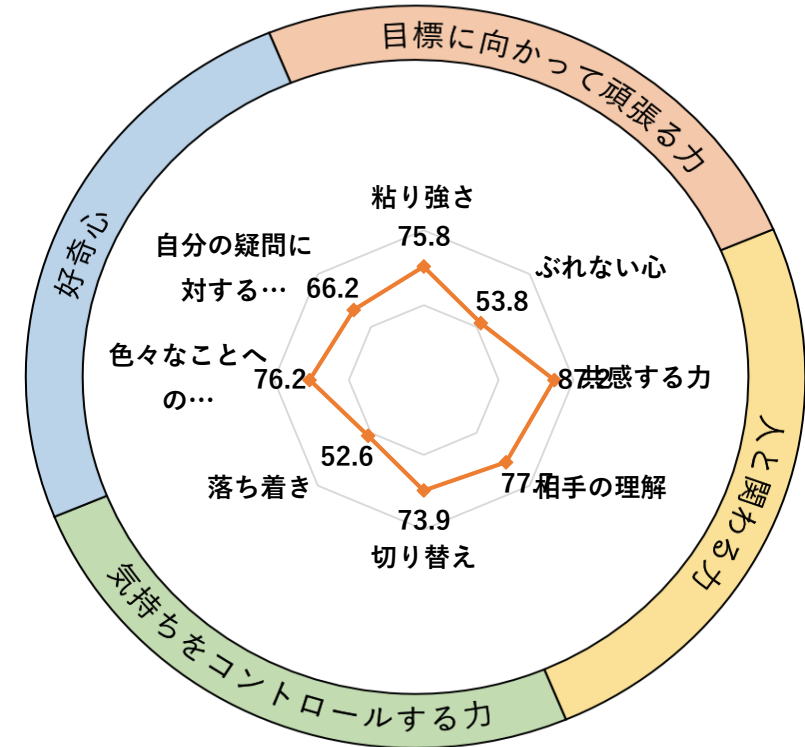 目標に向かって頑張る力
人と関わる力
気持ちをコントロールする力
好奇心
粘り強さ
75.8
ぶれない心
53.8
共感する力
87.2
相手の理解
77.7
切り替え
73.9
落ち着き
52.6
色々なことへ
の…
76.2
自分の疑問に
対する…
66.2